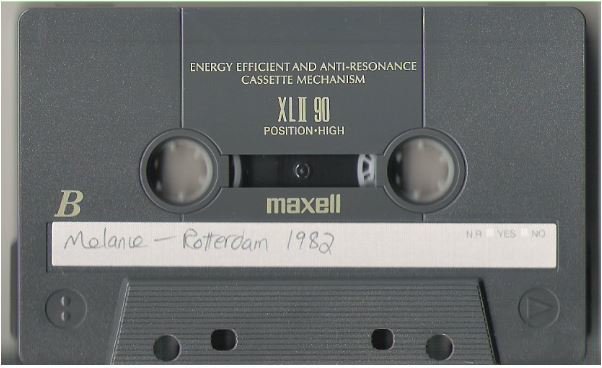 ENERGY EFFICIENT AND ANTI-RESONANCE
CASSETTE MECHANISM
XLII 90
POSITION·HIGH
maxell
B
Melanie — Rotterdam 1982
N R YES NO